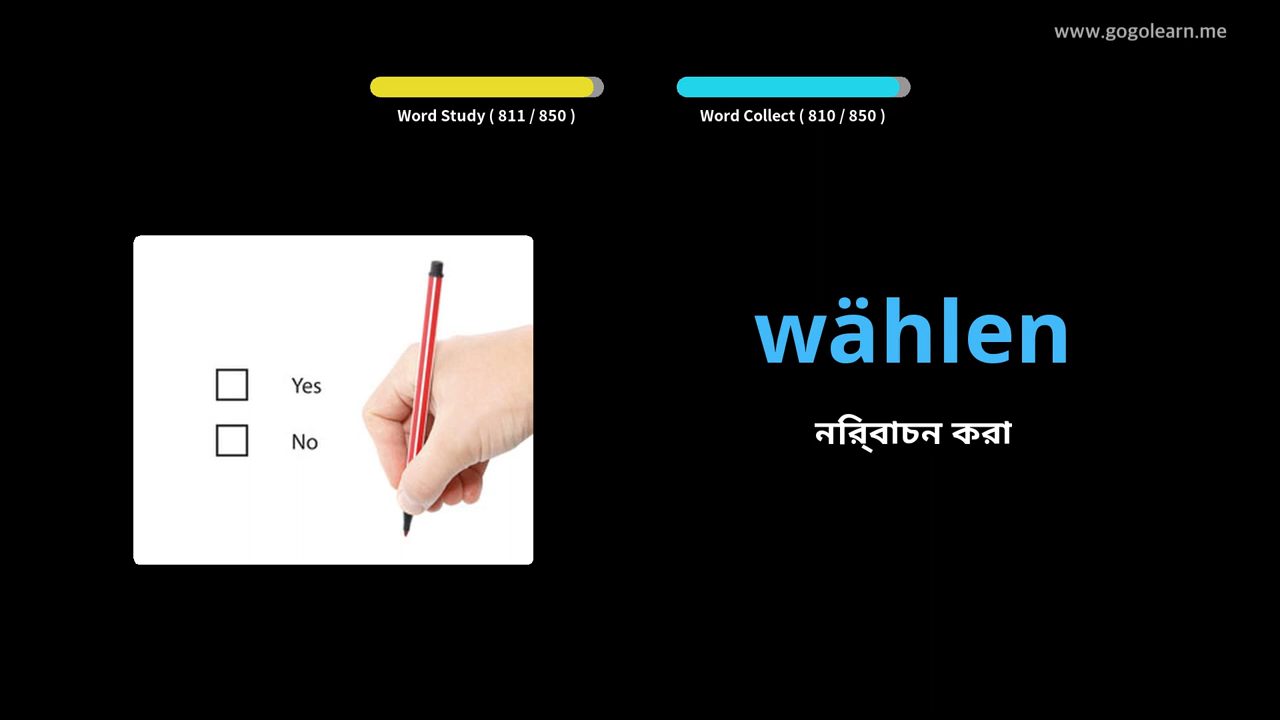 www.gogolearn.me
Word Study ( 811 / 850 )
Word Collect ( 810 / 850 )
Yes
No
wählen
নির্বাচন করা